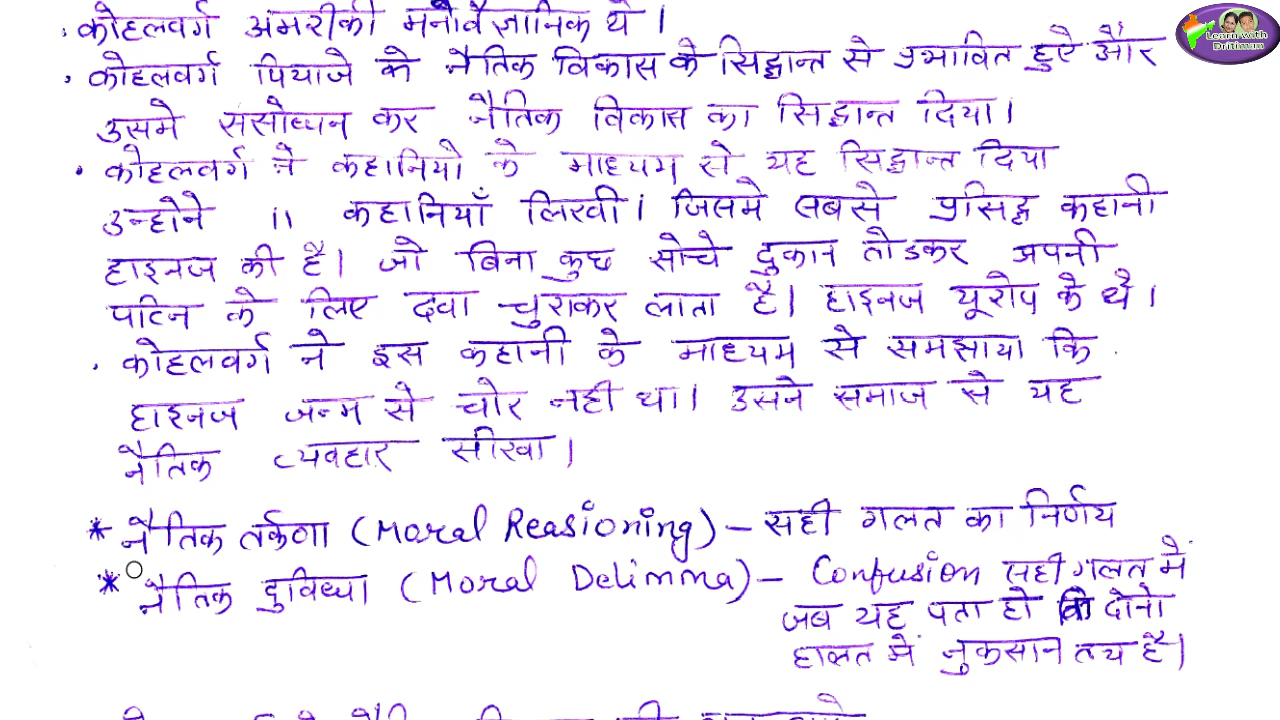 Learn with
Dritiman
. कोहलवर्ग अमरीकी मनोवैज्ञानिक थे।
• कोहलवर्ग पियाजे के नैतिक विकास के सिद्धान्त से प्रभावित हुऐ और
उसमे संसोध्धन कर नैतिक विकास का सिद्धान्त दिया।
• कोहलवर्ग ने कहानियो के माध्यम से यह सिद्धान्त दिया
उन्होने 11 कहानियाँ लिखी। जिसमे सबसे प्रसिद्ध कहानी
हाइनज की है। जो बिना कुछ सोचे दुकान तोडकर अपनी
पत्नि के लिए दवा चुराकर लाता है। हाइनज यूरोप के थे।
. कोहलवर्ग ने इस कहानी के माध्यम से समझाया कि
हाइनज जन्म से चोर नही था। उसने समाज से यह
नैतिक व्यवहार सीखा।
* नैतिक तर्कणा (Moral Reasioning) – सही गलत का निर्णय
* नैतिक दुविधा (Moral Delimma) – Confusion सही गलत में
जब यह पता हो कि दोनो
हालत में नुकसान तय है।